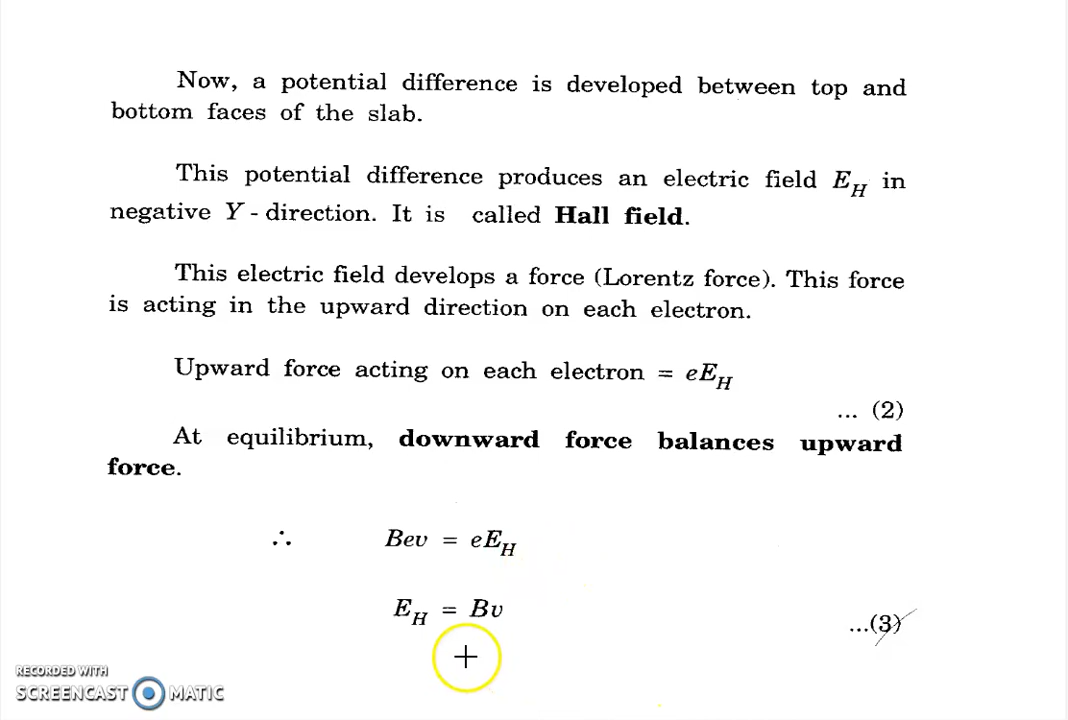 Now, a potential difference is developed between top and
bottom faces of the slab.
This potential difference produces an electric field E_H in
negative Y - direction. It is called Hall field.
This electric field develops a force (Lorentz force). This force
is acting in the upward direction on each electron.
Upward force acting on each electron = eE_H
... (2)
At equilibrium, downward force balances upward
force.
∴ Bev = eE_H
E_H = Bv
...(3)
RECORDED WITH
SCREENCAST MATIC